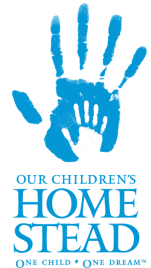 OUR CHILDREN'S
HOME
STEAD
ONE CHILD • ONE DREAM™